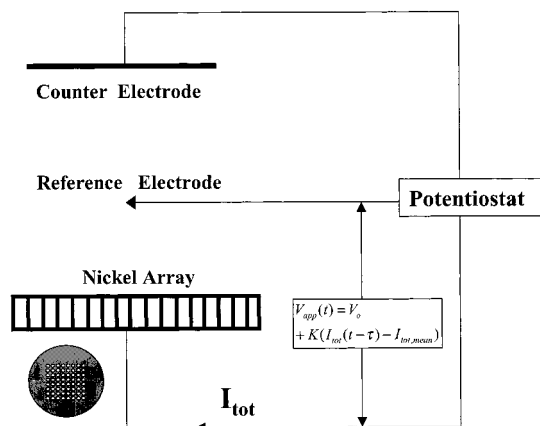 Counter Electrode
Reference Electrode
Potentiostat
Nickel Array
V_app(t) = V_o
+ K(I_tot(t-τ) - I_tot,mean)
I_tot